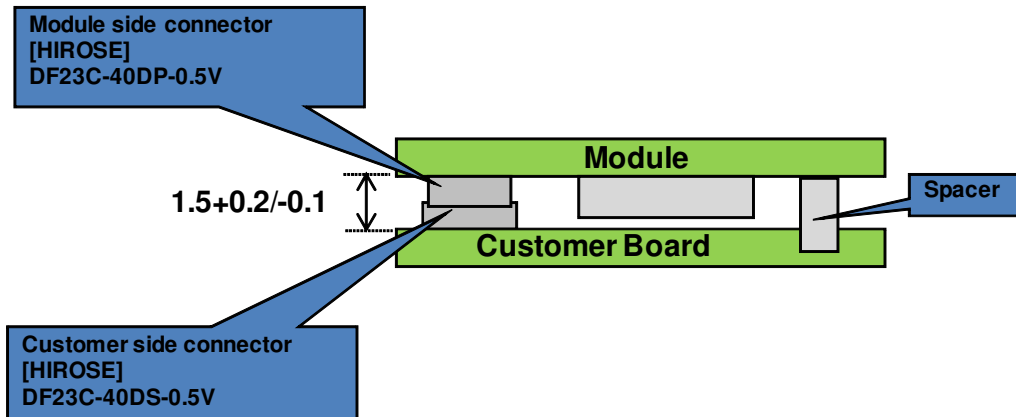 Module side connector
[HIROSE]
DF23C-40DP-0.5V
Module
1.5+0.2/-0.1
Spacer
Customer Board
Customer side connector
[HIROSE]
DF23C-40DS-0.5V